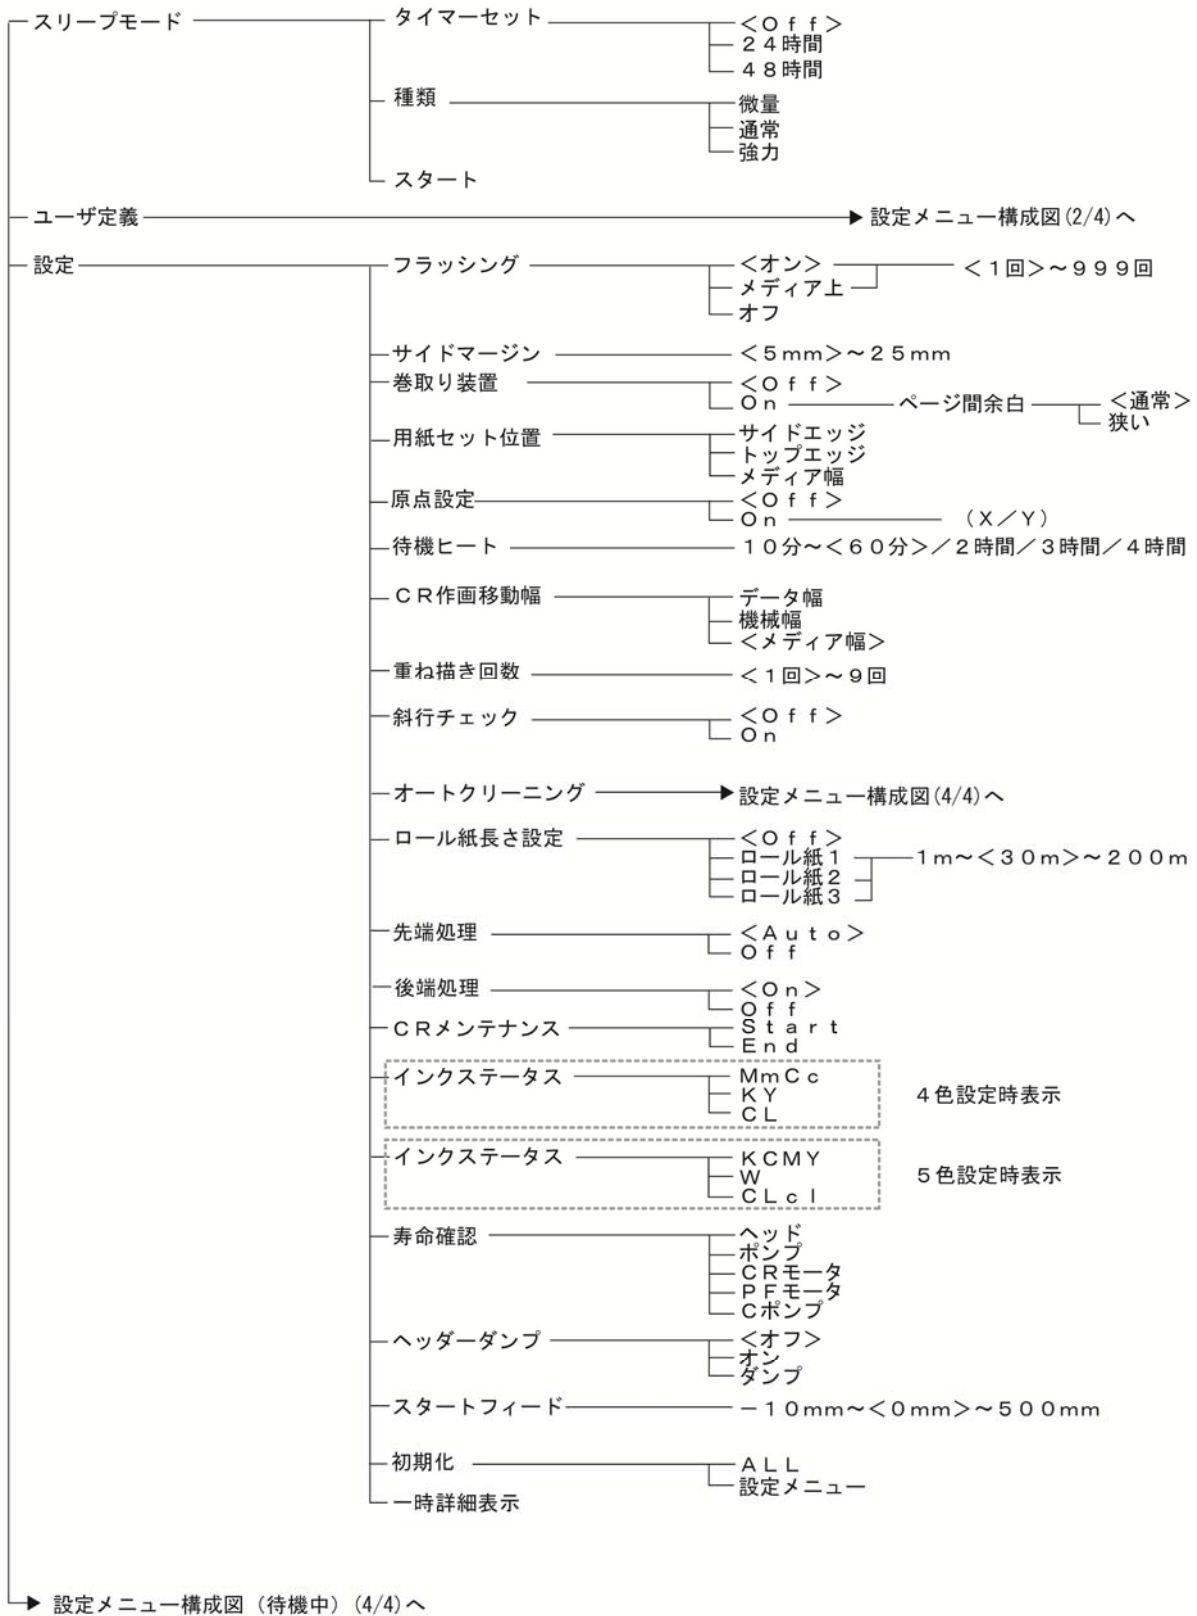 スリープモード タイマーセット <Off>
24時間
48時間
種類 微量
通常
強力
スタート
ユーザ定義 設定メニュー構成図(2/4)へ
設定 フラッシング <オン> <1回>～999回
メディア上
オフ
サイドマージン <5mm>～25mm
巻取り装置 <Off>
On ページ間余白 <通常>
狭い
用紙セット位置 サイドエッジ
トップエッジ
メディア幅
原点設定 <Off>
On (X/Y)
待機ヒート 10分～<60分>/2時間/3時間/4時間
CR作画移動幅 データ幅
機械幅
<メディア幅>
重ね描き回数 <1回>～9回
斜行チェック <Off>
On
オートクリーニング 設定メニュー構成図(4/4)へ
ロール紙長さ設定 <Off>
ロール紙1 1m～<30m>～200m
ロール紙2
ロール紙3
先端処理 <Auto>
Off
後端処理 <On>
Off
CRメンテナンス Start
End
インクステータス MmCc
KY 4色設定時表示
CL
インクステータス KCMY
W 5色設定時表示
CLcl
寿命確認 ヘッド
ポンプ
CRモータ
PFモータ
Cポンプ
ヘッダーダンプ <オフ>
オン
ダンプ
スタートフィード －10mm～<0mm>～500mm
初期化 ALL
設定メニュー
一時詳細表示
設定メニュー構成図（待機中）(4/4)へ